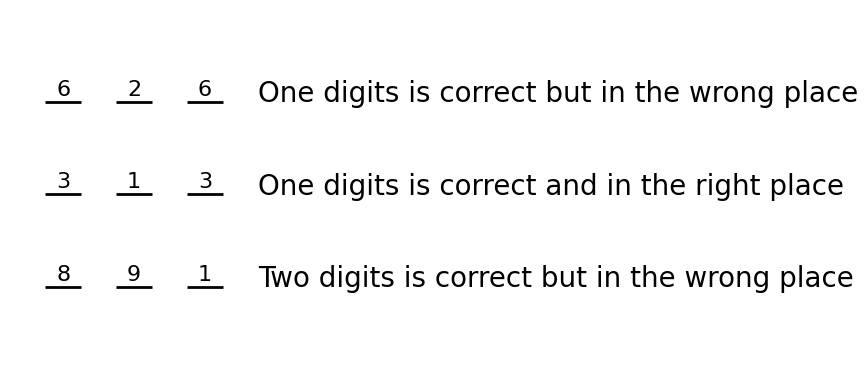 6 2 6 One digits is correct but in the wrong place
3 1 3 One digits is correct and in the right place
8 9 1 Two digits is correct but in the wrong place